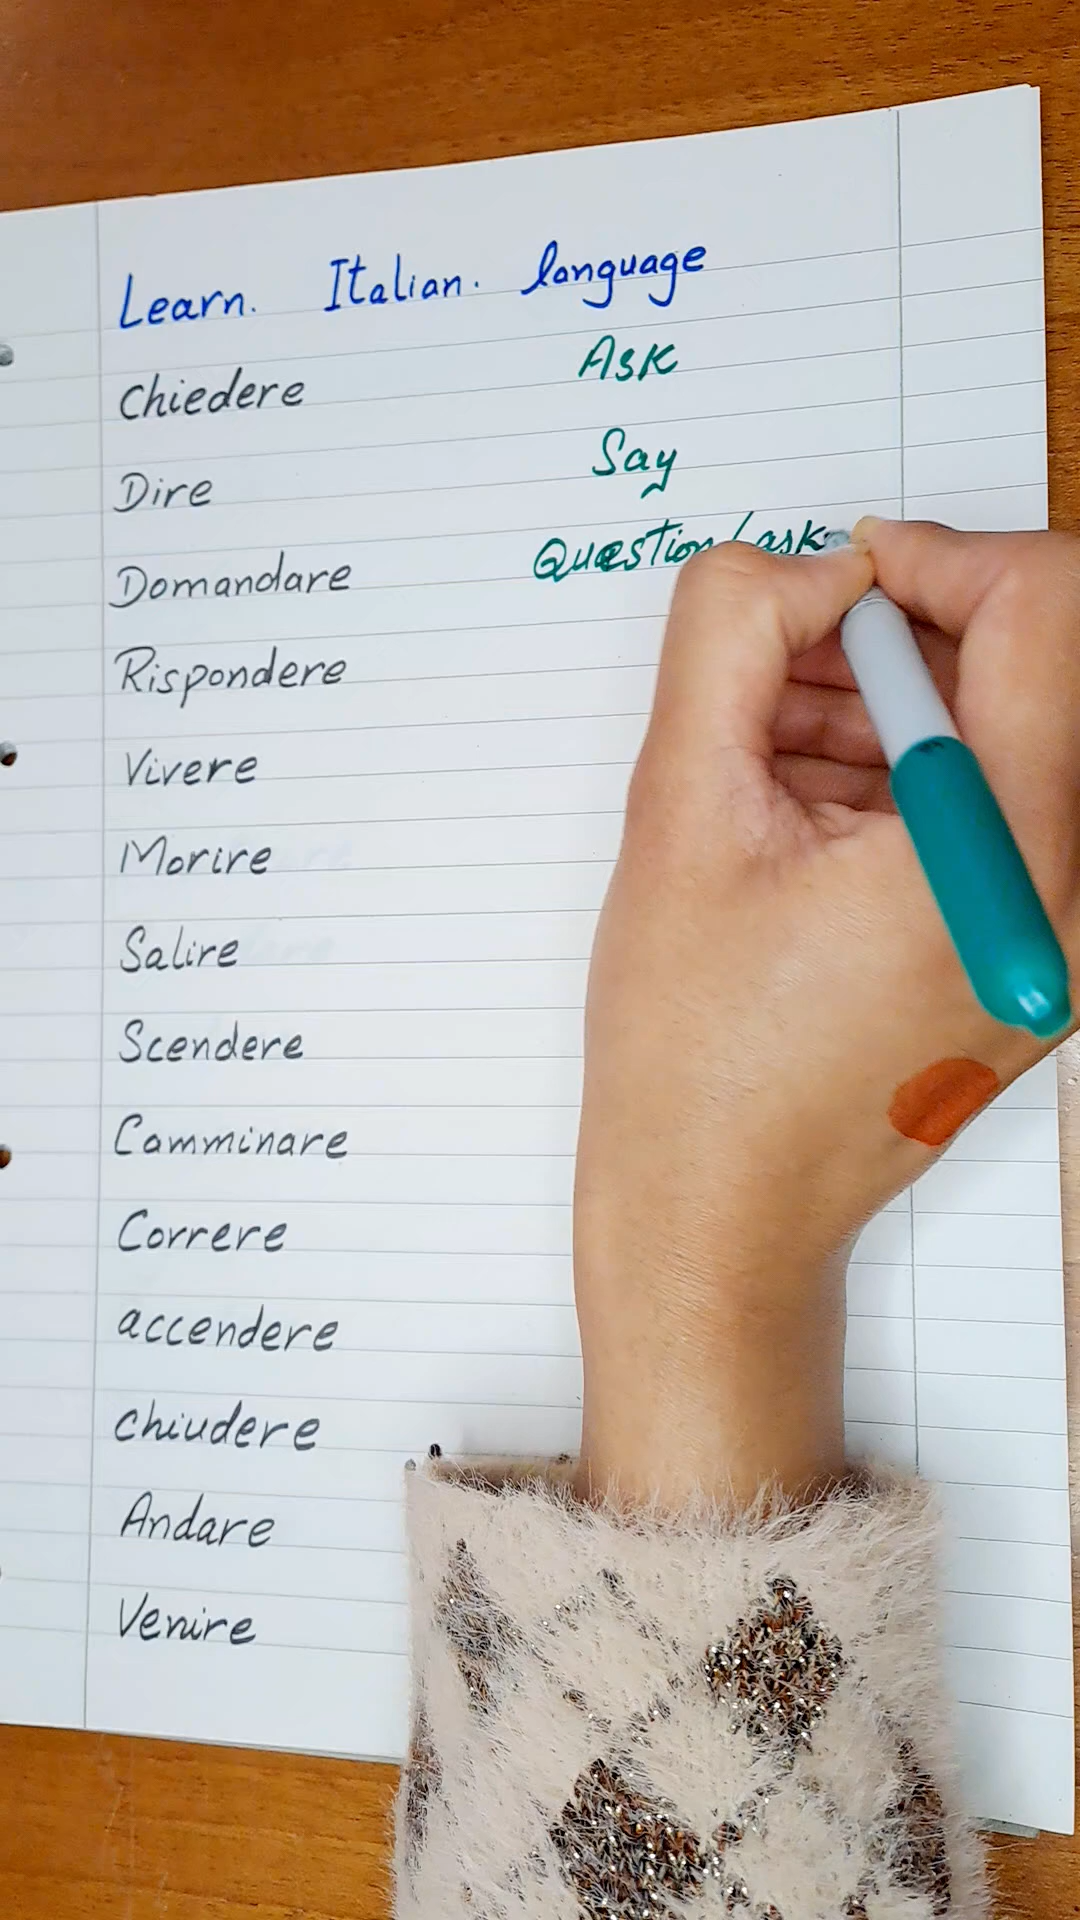 Learn. Italian. language
Chiedere Ask
Dire Say
Domandare Question/ask
Rispondere
Vivere
Morire
Salire
Scendere
Camminare
Correre
accendere
chiudere
Andare
Venire